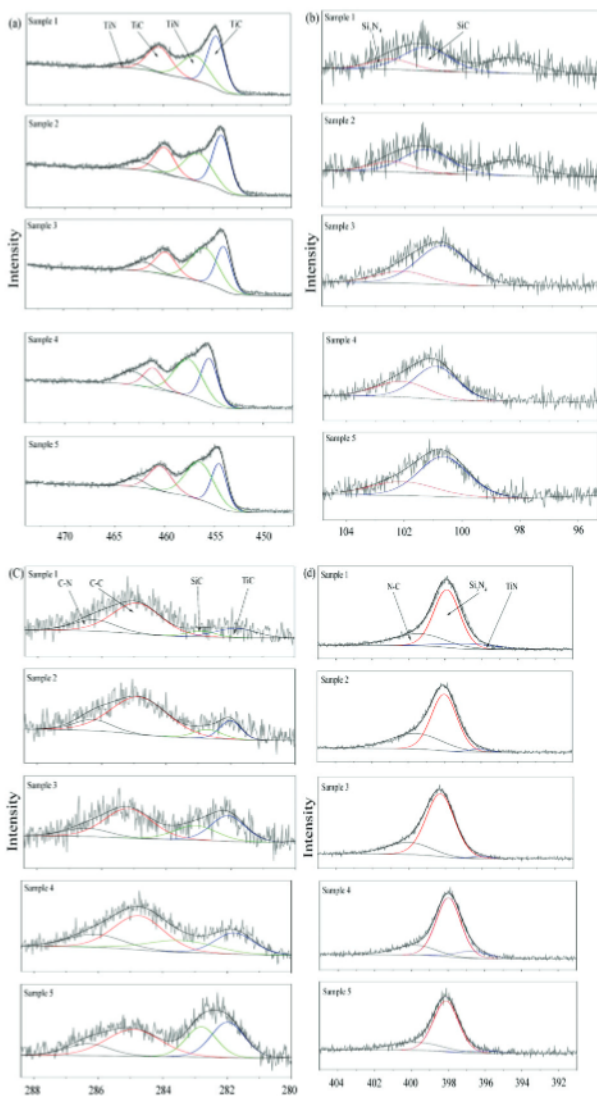 (a)
Sample 1
TiN TiC TiN TiC
Sample 2
Sample 3
Sample 4
Sample 5
Intensity
470 465 460 455 450
(b)
Sample 1
Si3N4 SiC
Sample 2
Sample 3
Sample 4
Sample 5
Intensity
104 102 100 98 96
(C)
Sample 1
C-N C-C SiC TiC
Sample 2
Sample 3
Sample 4
Sample 5
Intensity
288 286 284 282 280
(d)
Sample 1
N-C Si3N4 TiN
Sample 2
Sample 3
Sample 4
Sample 5
Intensity
404 402 400 398 396 394 392